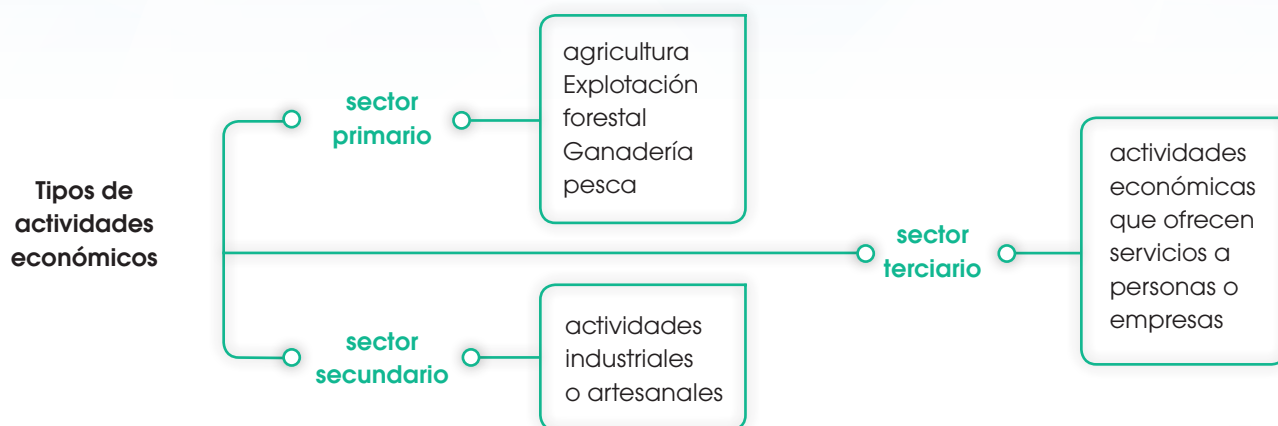 Tipos de
actividades
económicos
sector
primario
agricultura
Explotación
forestal
Ganadería
pesca
sector
secundario
actividades
industriales
o artesanales
sector
terciario
actividades
económicas
que ofrecen
servicios a
personas o
empresas